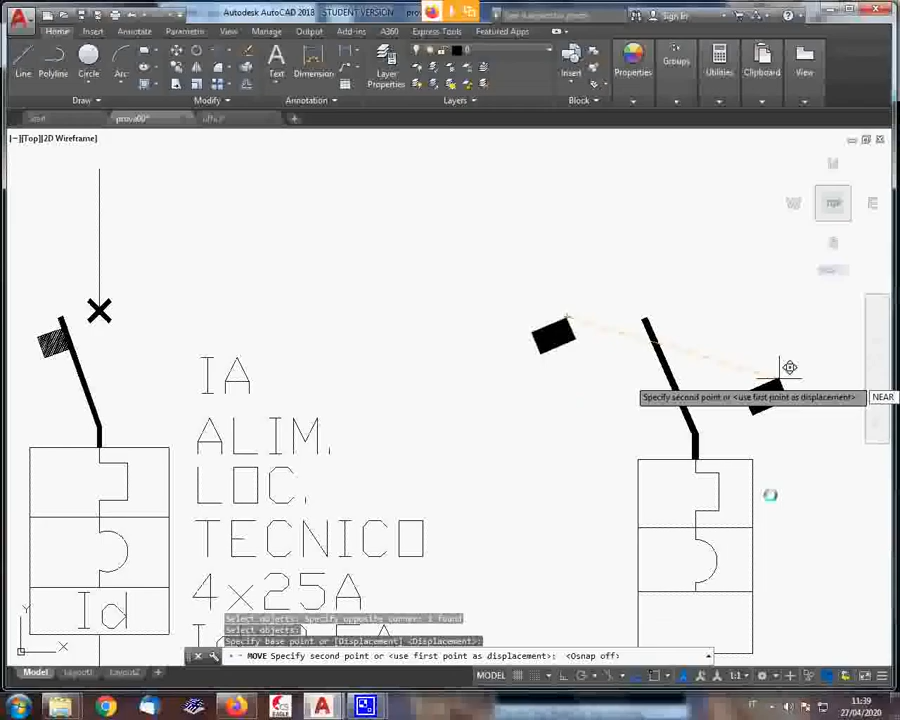 Autodesk AutoCAD 2018 - STUDENT VERSION
Sign In
Home Insert Annotate Parametric View Manage Output Add-ins A360 Express Tools Featured Apps
Line Polyline Circle Arc Text Dimension Layer Properties Insert Properties Groups Utilities Clipboard View
Draw Modify Annotation Layers Block
prova00*
[−][Top][2D Wireframe]
TOP
W E
IA
ALIM.
LOC.
TECNICO
4x25A
Id
Specify second point or <use first point as displacement>: NEAR
Select objects: Specify opposite corner: 1 found
Select objects:
Specify base point or [Displacement] <Displacement>:
MOVE Specify second point or <use first point as displacement>: <Osnap off>
Y
X
Model Layout1 Layout2
MODEL 1:1
EAGLE
IT
11:39
27/04/2020